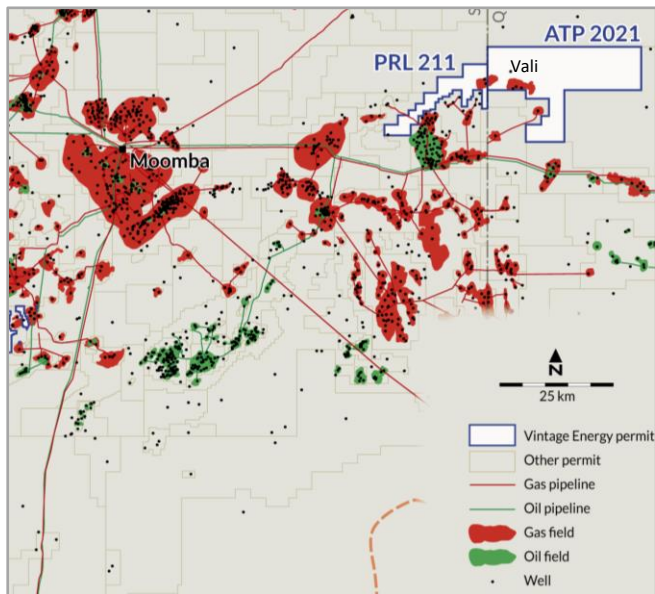 S Q
ATP 2021
PRL 211
Vali
Moomba
N
25 km
Vintage Energy permit
Other permit
Gas pipeline
Oil pipeline
Gas field
Oil field
Well